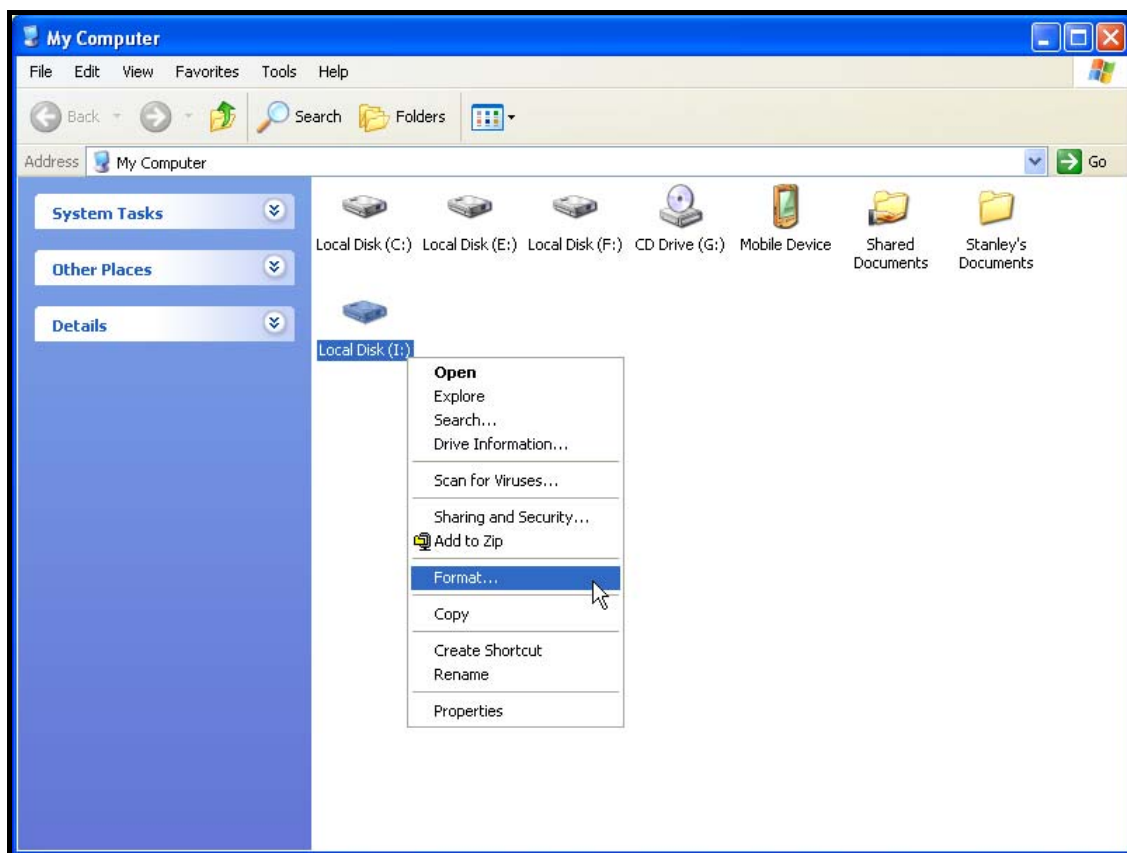 My Computer
File Edit View Favorites Tools Help
Back Search Folders
Address My Computer Go
System Tasks
Other Places
Details
Local Disk (C:) Local Disk (E:) Local Disk (F:) CD Drive (G:) Mobile Device Shared Documents Stanley's Documents
Local Disk (I:)
Open
Explore
Search...
Drive Information...
Scan for Viruses...
Sharing and Security...
Add to Zip
Format...
Copy
Create Shortcut
Rename
Properties